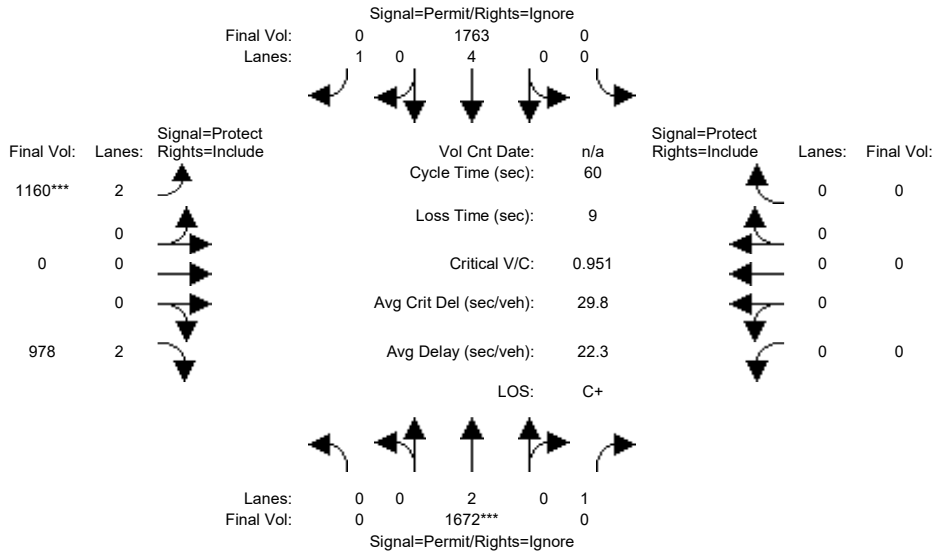 Signal=Permit/Rights=Ignore
Final Vol: 0 1763 0
Lanes: 1 0 4 0 0
Signal=Protect
Final Vol: Lanes: Rights=Include
Vol Cnt Date: n/a
Signal=Protect
Rights=Include Lanes: Final Vol:
Cycle Time (sec): 60
1160*** 2 0 0
Loss Time (sec): 9
0 0
0 0 Critical V/C: 0.951 0 0
0 Avg Crit Del (sec/veh): 29.8 0
978 2 Avg Delay (sec/veh): 22.3 0 0
LOS: C+
Lanes: 0 0 2 0 1
Final Vol: 0 1672*** 0
Signal=Permit/Rights=Ignore